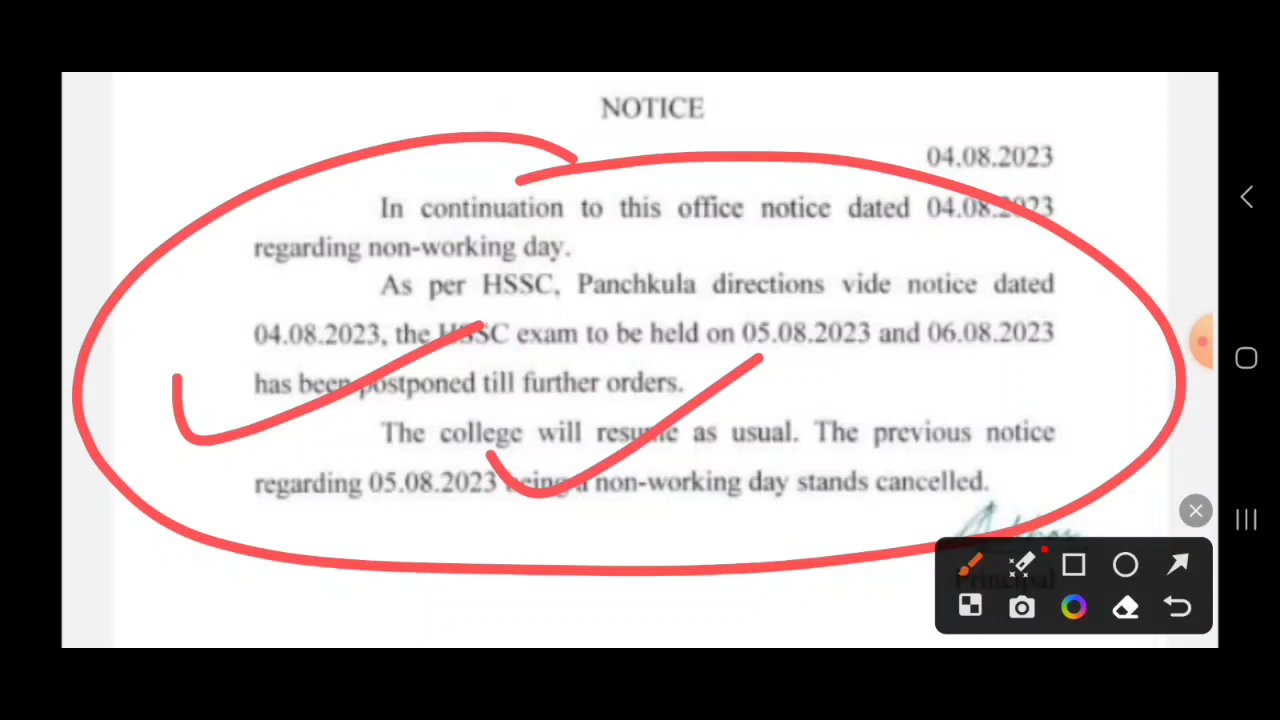 NOTICE
04.08.2023
In continuation to this office notice dated 04.08.2023
regarding non-working day.
As per HSSC, Panchkula directions vide notice dated
04.08.2023, the HSSC exam to be held on 05.08.2023 and 06.08.2023
has been postponed till further orders.
The college will resume as usual. The previous notice
regarding 05.08.2023 being a non-working day stands cancelled.
Principal